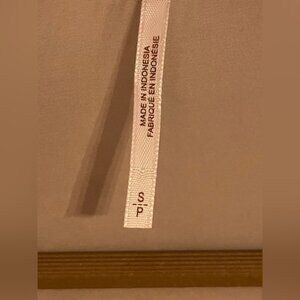 MADE IN INDONESIA
FABRIQUÉ EN INDONÉSIE
S|P